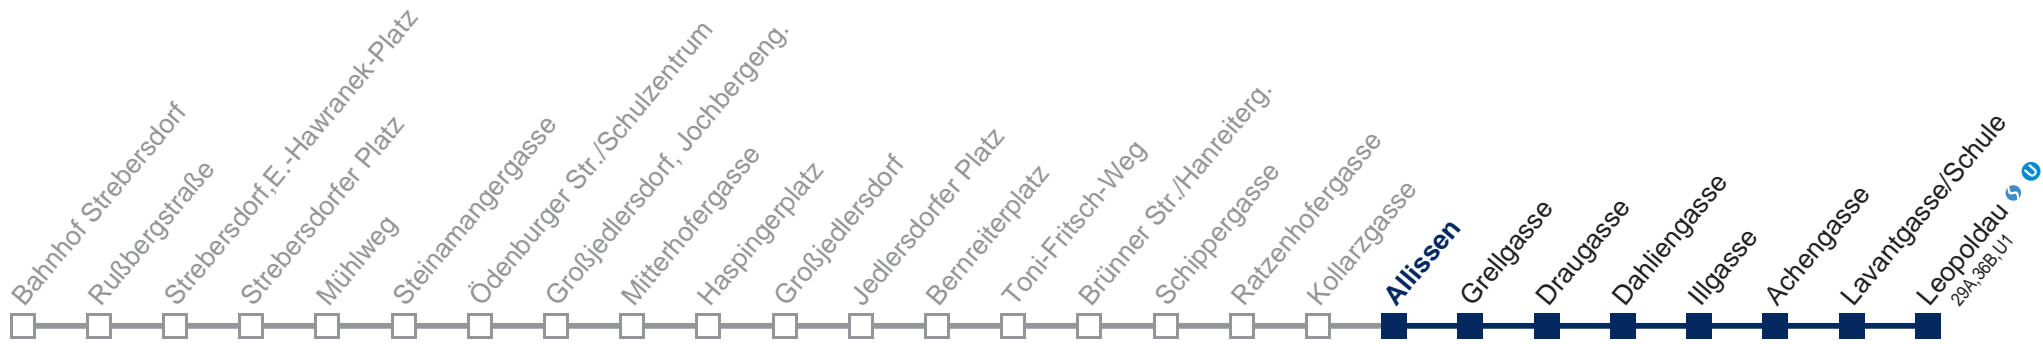 Bahnhof Strebersdorf
Rußbergstraße
Strebersdorf,E.-Hawranek-Platz
Strebersdorfer Platz
Mühlweg
Steinamangergasse
Ödenburger Str./Schulzentrum
Großjedlersdorf, Jochbergeng.
Mitterhofergasse
Haspingerplatz
Großjedlersdorf
Jedlersdorfer Platz
Bernreiterplatz
Toni-Fritsch-Weg
Brünner Str./Hanreiterg.
Schippergasse
Ratzenhofergasse
Kollarzgasse
Allissen
Grellgasse
Draugasse
Dahliengasse
Illgasse
Achengasse
Lavantgasse/Schule
Leopoldau S U
29A,36B,U1